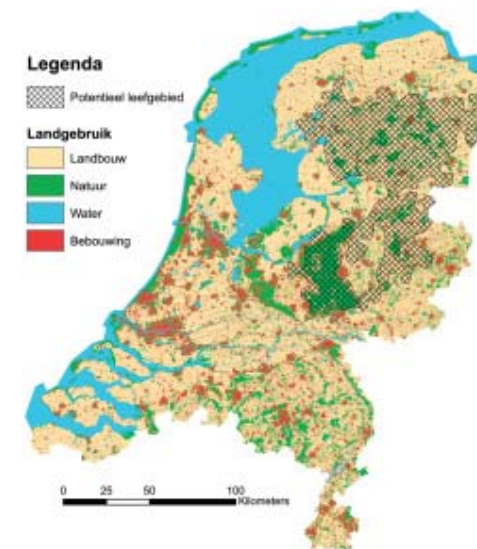 Legenda
Potentieel leefgebied
Landgebruik
Landbouw
Natuur
Water
Bebouwing
0 25 50 100
Kilometers